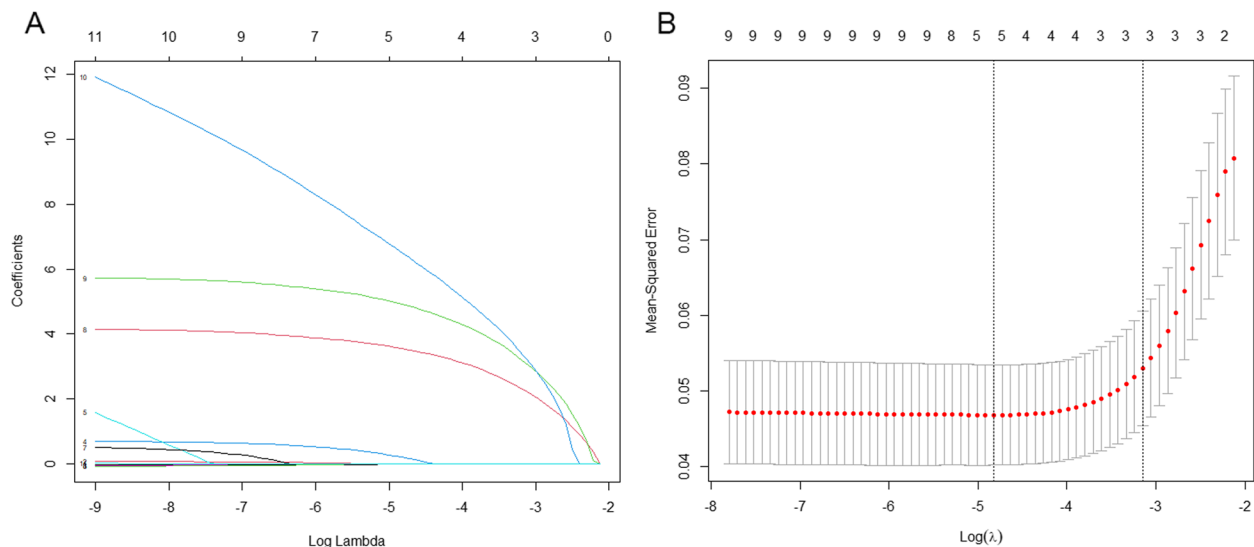 A
11 10 9 7 5 4 3 0
Coefficients
12
10
8
6
4
2
0
10
9
8
5
4
7
-9 -8 -7 -6 -5 -4 -3 -2
Log Lambda
B
9 9 9 9 9 9 9 9 9 8 5 5 4 4 4 3 3 3 3 3 2
Mean-Squared Error
0.09
0.08
0.07
0.06
0.05
0.04
-8 -7 -6 -5 -4 -3 -2
Log(λ)